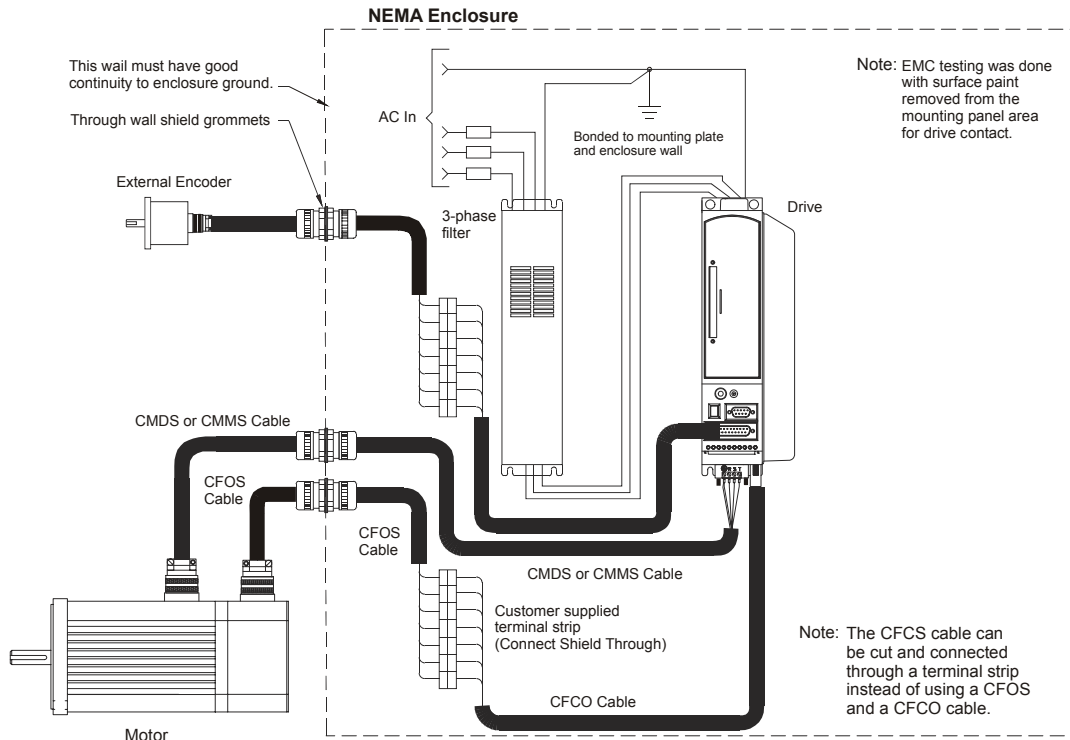 NEMA Enclosure
This wail must have good
continuity to enclosure ground.
Through wall shield grommets
External Encoder
AC In
Bonded to mounting plate
and enclosure wall
Note: EMC testing was done
with surface paint
removed from the
mounting panel area
for drive contact.
3-phase
filter
Drive
CMDS or CMMS Cable
CFOS
Cable
CFOS
Cable
R S T
CMDS or CMMS Cable
Customer supplied
terminal strip
(Connect Shield Through)
CFCO Cable
Note: The CFCS cable can
be cut and connected
through a terminal strip
instead of using a CFOS
and a CFCO cable.
Motor